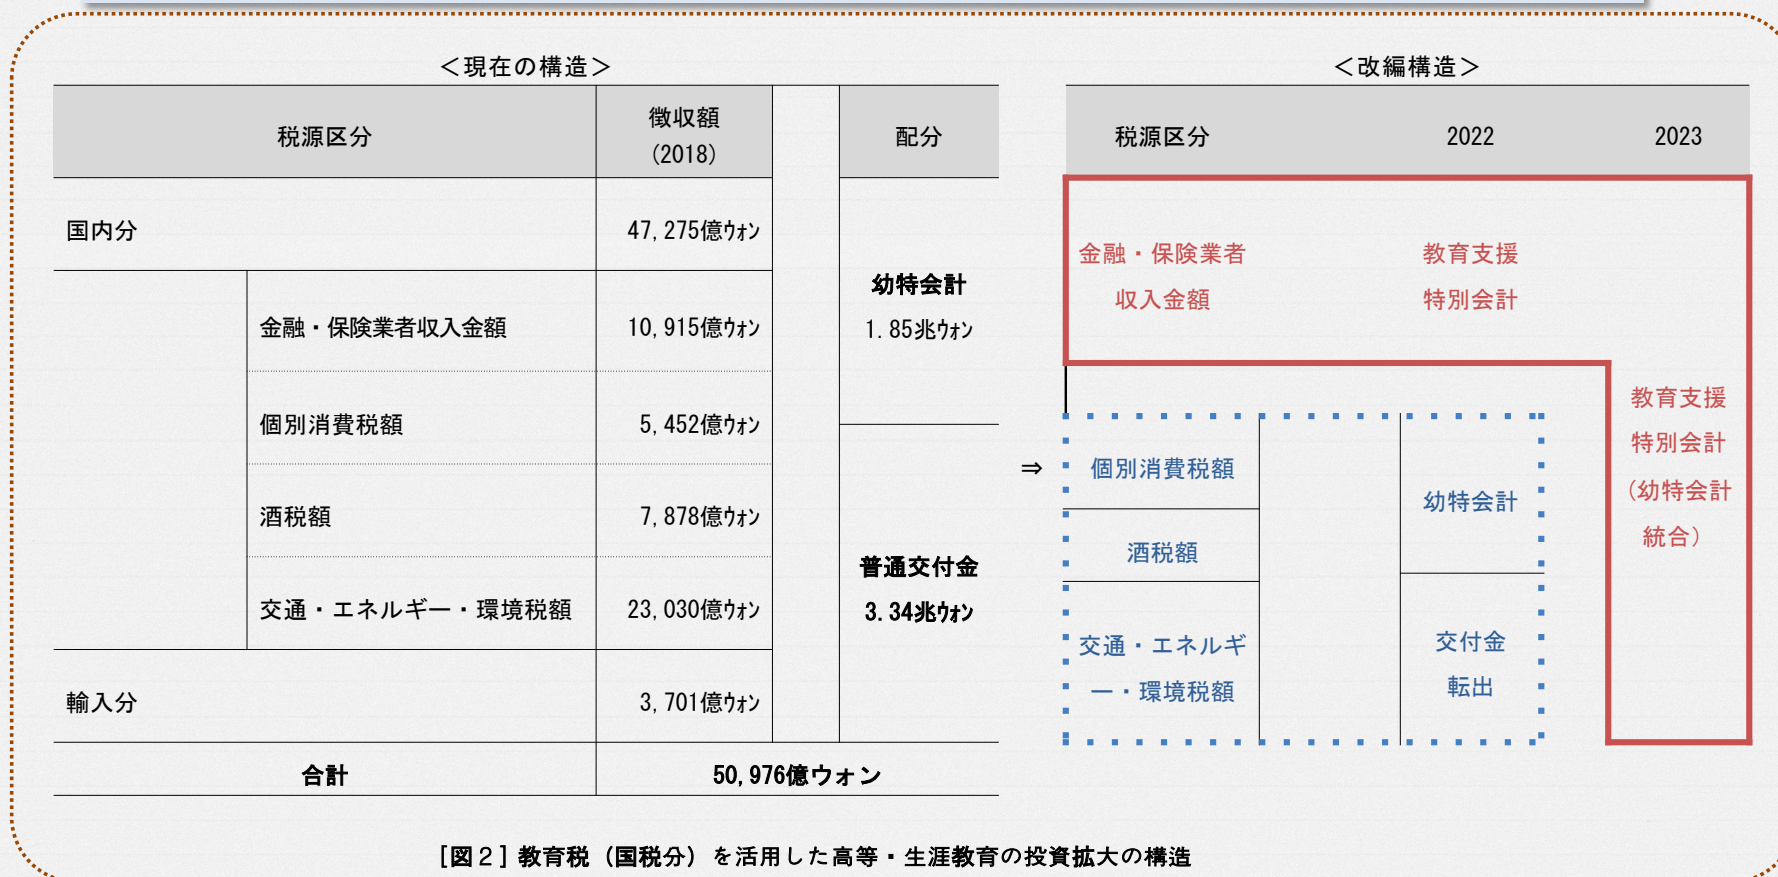 ＜現在の構造＞
税源区分
徴収額
(2018)
配分
国内分
47,275億ｳｫﾝ
金融・保険業者収入金額
10,915億ｳｫﾝ
個別消費税額
5,452億ｳｫﾝ
酒税額
7,878億ｳｫﾝ
交通・エネルギー・環境税額
23,030億ｳｫﾝ
輸入分
3,701億ｳｫﾝ
幼特会計
1.85兆ｳｫﾝ
普通交付金
3.34兆ｳｫﾝ
合計
50,976億ウォン
⇒
＜改編構造＞
税源区分
2022
2023
金融・保険業者
収入金額
教育支援
特別会計
個別消費税額
酒税額
交通・エネルギ
ー・環境税額
幼特会計
交付金
転出
教育支援
特別会計
(幼特会計
統合)
[図２] 教育税（国税分）を活用した高等・生涯教育の投資拡大の構造